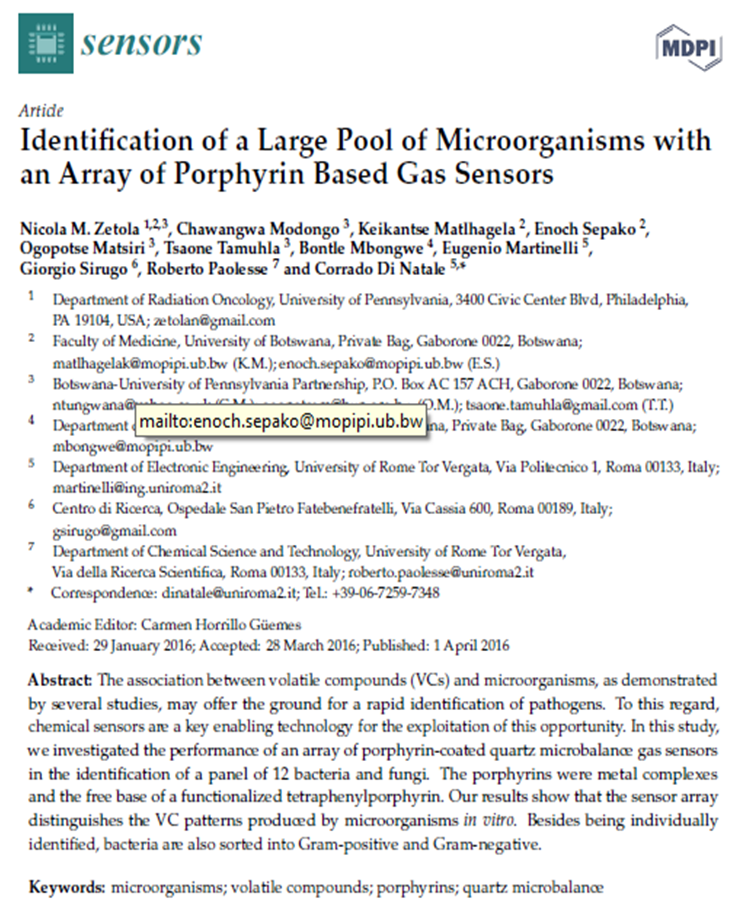 sensors
MDPI
Article
Identification of a Large Pool of Microorganisms with
an Array of Porphyrin Based Gas Sensors
Nicola M. Zetola 1,2,3, Chawangwa Modongo 3, Keikantse Matlhagela 2, Enoch Sepako 2,
Ogopotse Matsiri 3, Tsaone Tamuhla 3, Bontle Mbongwe 4, Eugenio Martinelli 5,
Giorgio Sirugo 6, Roberto Paolesse 7 and Corrado Di Natale 5,*
1 Department of Radiation Oncology, University of Pennsylvania, 3400 Civic Center Blvd, Philadelphia,
PA 19104, USA; zetolan@gmail.com
2 Faculty of Medicine, University of Botswana, Private Bag, Gaborone 0022, Botswana;
matlhagelak@mopipi.ub.bw (K.M.); enoch.sepako@mopipi.ub.bw (E.S.)
3 Botswana-University of Pennsylvania Partnership, P.O. Box AC 157 ACH, Gaborone 0022, Botswana;
ntungwana@ (O.M.); tsaone.tamuhla@gmail.com (T.T.)
mailto:enoch.sepako@mopipi.ub.bw
4 Department Private Bag, Gaborone 0022, Botswana;
mbongwe@mopipi.ub.bw
5 Department of Electronic Engineering, University of Rome Tor Vergata, Via Politecnico 1, Roma 00133, Italy;
martinelli@ing.uniroma2.it
6 Centro di Ricerca, Ospedale San Pietro Fatebenefratelli, Via Cassia 600, Roma 00189, Italy;
gsirugo@gmail.com
7 Department of Chemical Science and Technology, University of Rome Tor Vergata,
Via della Ricerca Scientifica, Roma 00133, Italy; roberto.paolesse@uniroma2.it
* Correspondence: dinatale@uniroma2.it; Tel.: +39-06-7259-7348
Academic Editor: Carmen Horrillo Güemes
Received: 29 January 2016; Accepted: 28 March 2016; Published: 1 April 2016
Abstract: The association between volatile compounds (VCs) and microorganisms, as demonstrated
by several studies, may offer the ground for a rapid identification of pathogens. To this regard,
chemical sensors are a key enabling technology for the exploitation of this opportunity. In this study,
we investigated the performance of an array of porphyrin-coated quartz microbalance gas sensors
in the identification of a panel of 12 bacteria and fungi. The porphyrins were metal complexes
and the free base of a functionalized tetraphenylporphyrin. Our results show that the sensor array
distinguishes the VC patterns produced by microorganisms in vitro. Besides being individually
identified, bacteria are also sorted into Gram-positive and Gram-negative.
Keywords: microorganisms; volatile compounds; porphyrins; quartz microbalance